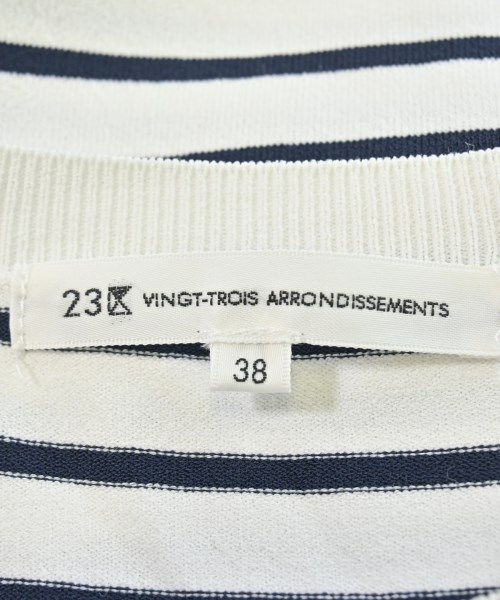 23区 VINGT-TROIS ARRONDISSEMENTS
38